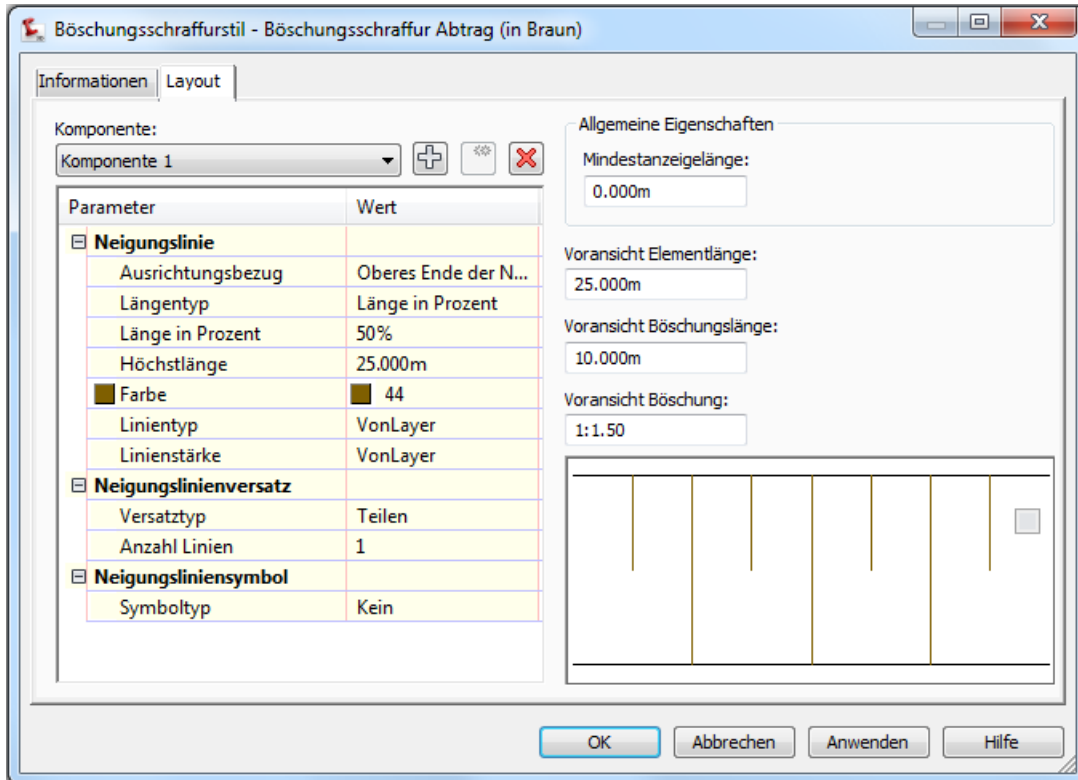 Böschungsschraffurstil - Böschungsschraffur Abtrag (in Braun)
Informationen Layout
Komponente:
Komponente 1
Parameter Wert
Neigungslinie
Ausrichtungsbezug Oberes Ende der N...
Längentyp Länge in Prozent
Länge in Prozent 50%
Höchstlänge 25.000m
Farbe 44
Linientyp VonLayer
Linienstärke VonLayer
Neigungslinienversatz
Versatztyp Teilen
Anzahl Linien 1
Neigungsliniensymbol
Symboltyp Kein
Allgemeine Eigenschaften
Mindestanzeigelänge:
0.000m
Voransicht Elementlänge:
25.000m
Voransicht Böschungslänge:
10.000m
Voransicht Böschung:
1:1.50
OK Abbrechen Anwenden Hilfe